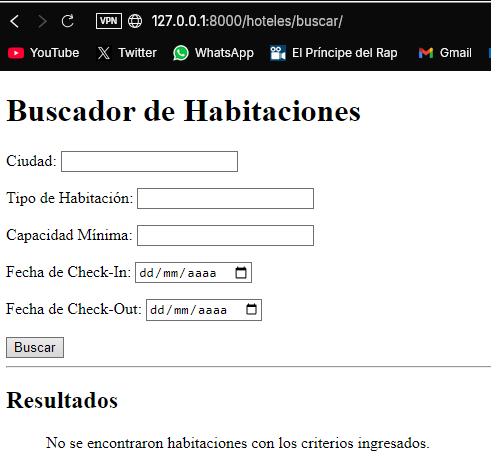 VPN 127.0.0.1:8000/hoteles/buscar/
YouTube Twitter WhatsApp El Príncipe del Rap Gmail
Buscador de Habitaciones
Ciudad:
Tipo de Habitación:
Capacidad Mínima:
Fecha de Check-In: dd/mm/aaaa
Fecha de Check-Out: dd/mm/aaaa
Buscar
Resultados
No se encontraron habitaciones con los criterios ingresados.